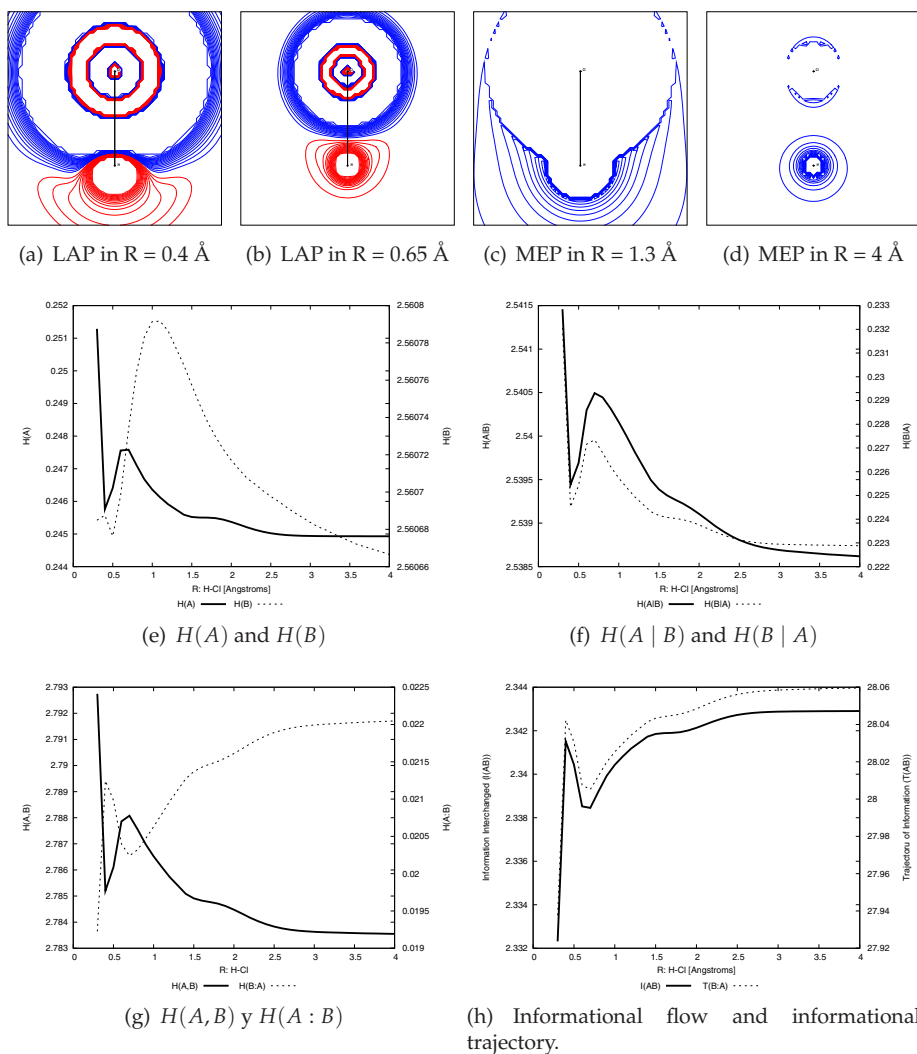 (a) LAP in R = 0.4 Å
(b) LAP in R = 0.65 Å
(c) MEP in R = 1.3 Å
(d) MEP in R = 4 Å
0.252
0.251
0.25
0.249
0.248
0.247
0.246
0.245
0.244
H(A)
2.5608
2.56078
2.56076
2.56074
2.56072
2.5607
2.56068
2.56066
H(B)
0 0.5 1 1.5 2 2.5 3 3.5 4
R: H-Cl [Angstroms]
H(A) H(B)
(e) H(A) and H(B)
2.5415
2.541
2.5405
2.54
2.5395
2.539
2.5385
H(A|B)
0.233
0.232
0.231
0.23
0.229
0.228
0.227
0.226
0.225
0.224
0.223
0.222
H(B|A)
0 0.5 1 1.5 2 2.5 3 3.5 4
R: H-Cl [Angstroms]
H(A|B) H(B|A)
(f) H(A | B) and H(B | A)
2.793
2.792
2.791
2.79
2.789
2.788
2.787
2.786
2.785
2.784
2.783
H(A,B)
0.0225
0.022
0.0215
0.021
0.0205
0.02
0.0195
0.019
H(A:B)
0 0.5 1 1.5 2 2.5 3 3.5 4
R: H-Cl
H(A,B) H(B:A)
(g) H(A, B) y H(A : B)
2.344
2.342
2.34
2.338
2.336
2.334
2.332
Information Interchanged (I(AB))
28.06
28.04
28.02
28
27.98
27.96
27.94
27.92
Trajectoru of Information (T(AB))
0 0.5 1 1.5 2 2.5 3 3.5 4
R: H-Cl [Angstroms]
I(AB) T(B:A)
(h) Informational flow and informational
trajectory.